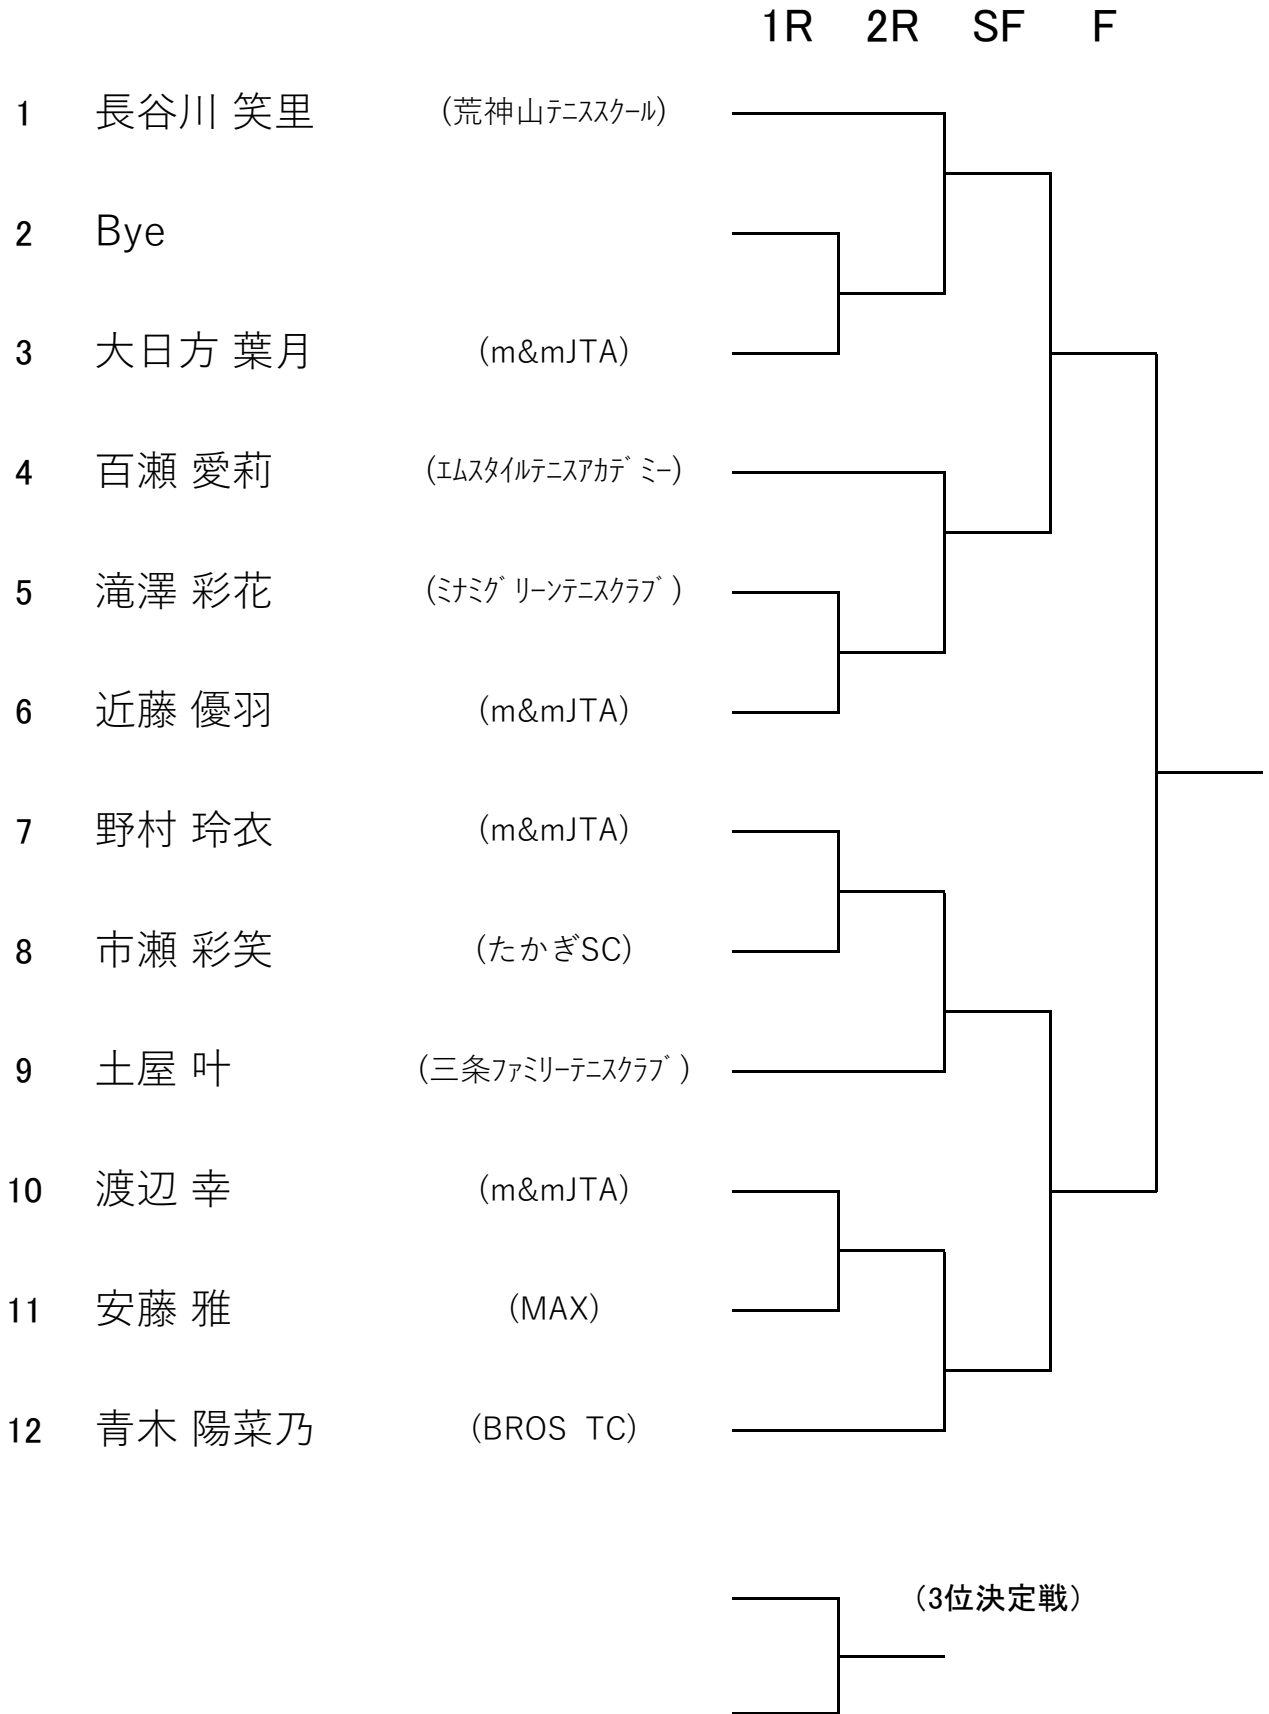 1R 2R SF F
1 長谷川 笑里 (荒神山ﾃﾆｽｽｸｰﾙ)
2 Bye
3 大日方 葉月 (m&mJTA)
4 百瀬 愛莉 (ｴﾑｽﾀｲﾙﾃﾆｽｱｶﾃﾞﾐｰ)
5 滝澤 彩花 (ﾐﾅﾐｸﾞﾘｰﾝﾃﾆｽｸﾗﾌﾞ)
6 近藤 優羽 (m&mJTA)
7 野村 玲衣 (m&mJTA)
8 市瀬 彩笑 (たかぎSC)
9 土屋 叶 (三条ﾌｧﾐﾘｰﾃﾆｽｸﾗﾌﾞ)
10 渡辺 幸 (m&mJTA)
11 安藤 雅 (MAX)
12 青木 陽菜乃 (BROS TC)
(3位決定戦)